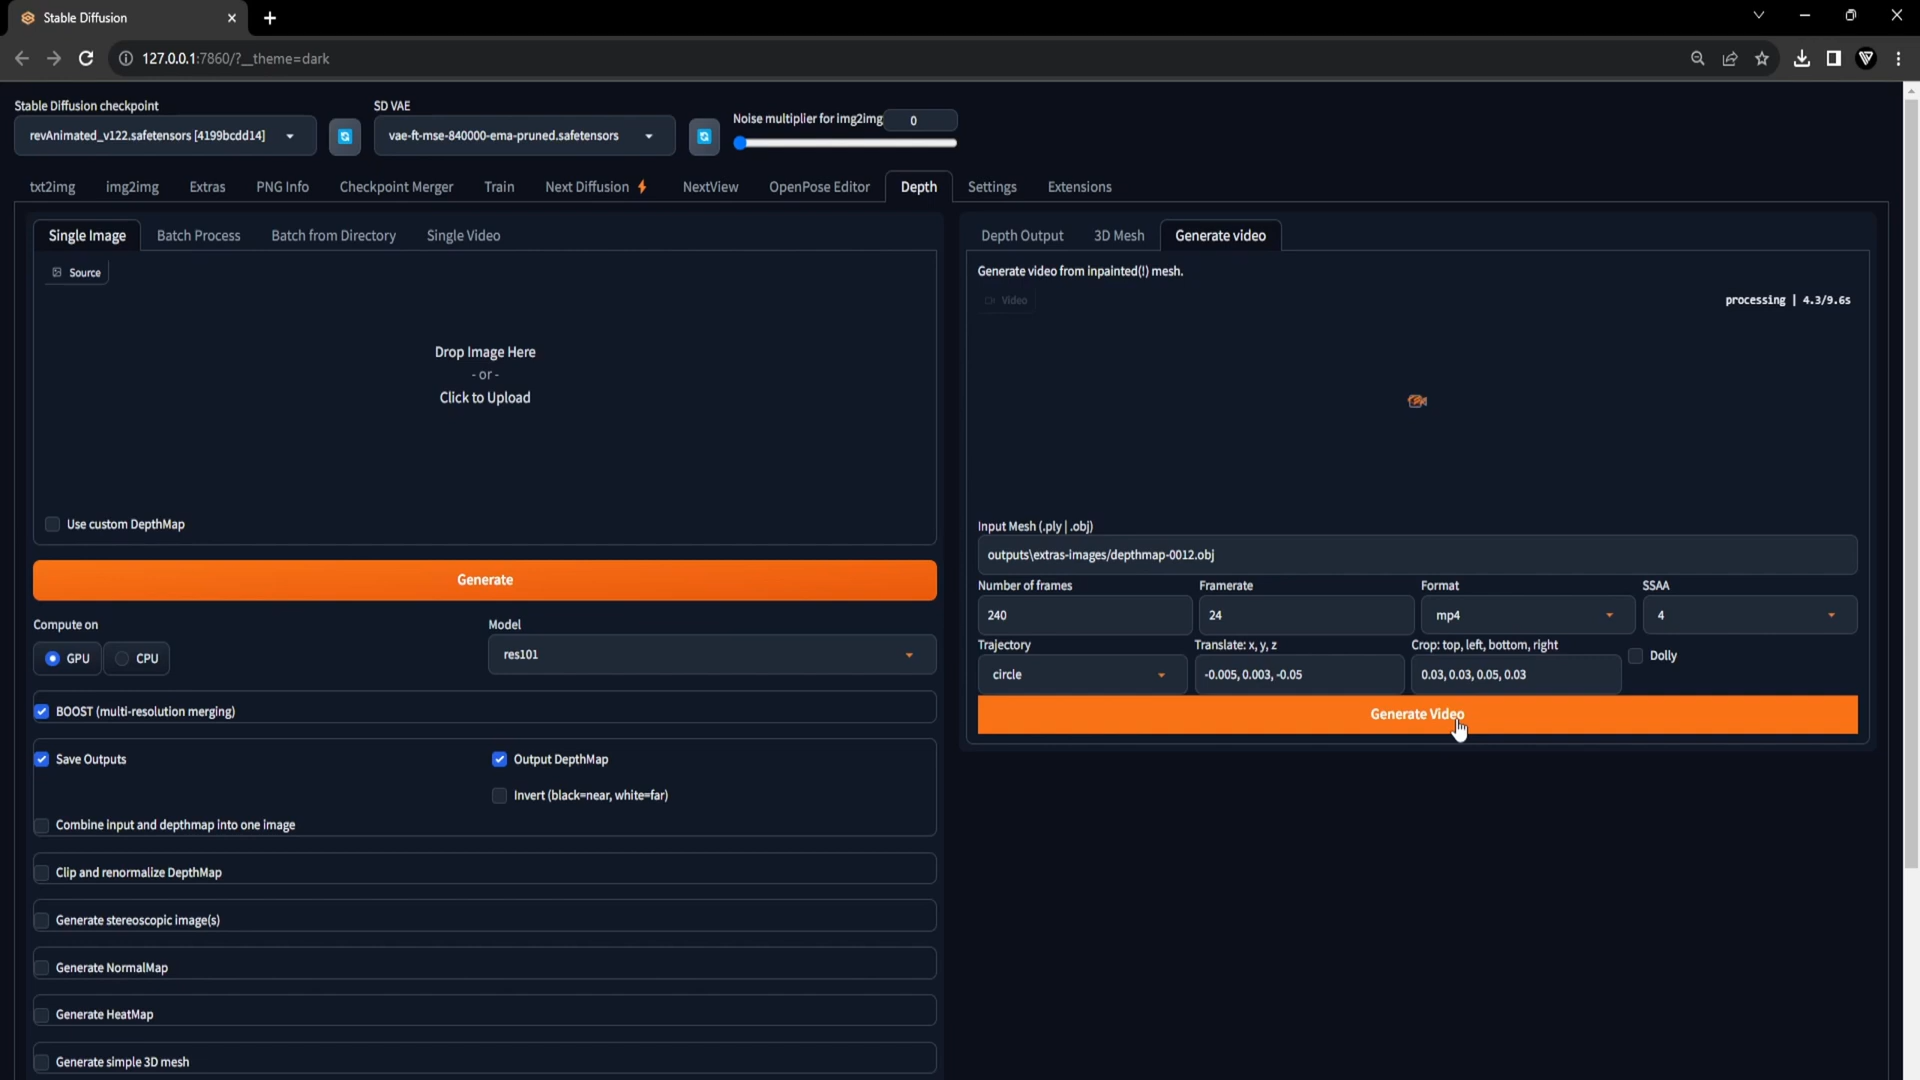 Stable Diffusion
127.0.0.1:7860/?__theme=dark
Stable Diffusion checkpoint
revAnimated_v122.safetensors [4199bcdd14]
SD VAE
vae-ft-mse-840000-ema-pruned.safetensors
Noise multiplier for img2img
0
txt2img
img2img
Extras
PNG Info
Checkpoint Merger
Train
Next Diffusion
NextView
OpenPose Editor
Depth
Settings
Extensions
Single Image
Batch Process
Batch from Directory
Single Video
Source
Drop Image Here
- or -
Click to Upload
Use custom DepthMap
Generate
Compute on
GPU
CPU
Model
res101
BOOST (multi-resolution merging)
Save Outputs
Output DepthMap
Invert (black=near, white=far)
Combine input and depthmap into one image
Clip and renormalize DepthMap
Generate stereoscopic image(s)
Generate NormalMap
Generate HeatMap
Generate simple 3D mesh
Depth Output
3D Mesh
Generate video
Generate video from inpainted(!) mesh.
Video
processing | 4.3/9.6s
Input Mesh (.ply | .obj)
outputs\extras-images/depthmap-0012.obj
Number of frames
240
Framerate
24
Format
mp4
SSAA
4
Trajectory
circle
Translate: x, y, z
-0.005, 0.003, -0.05
Crop: top, left, bottom, right
0.03, 0.03, 0.05, 0.03
Dolly
Generate Video